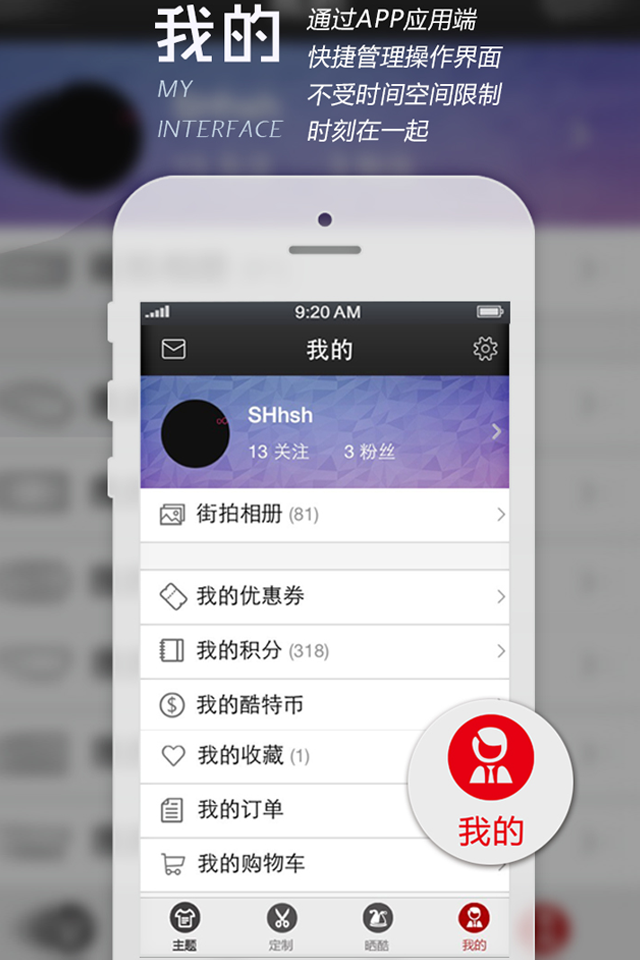 我的
MY
INTERFACE
通过APP应用端
快捷管理操作界面
不受时间空间限制
时刻在一起
9:20 AM
我的
SHhsh
13 关注 3 粉丝
街拍相册 (81)
我的优惠券
我的积分 (318)
我的酷特币
我的收藏 (1)
我的订单
我的购物车
我的
主题 定制 晒酷 我的